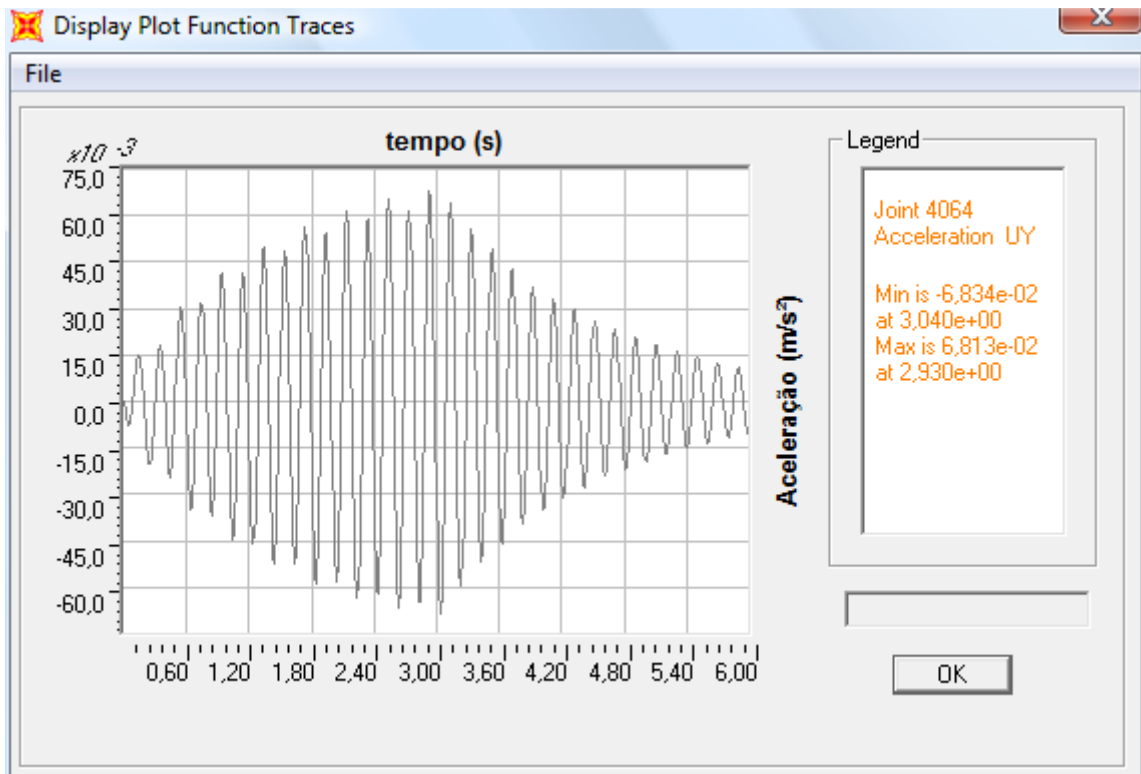 Display Plot Function Traces
File
tempo (s)
x10 -3
75,0
60,0
45,0
30,0
15,0
0,0
-15,0
-30,0
-45,0
-60,0
0,60 1,20 1,80 2,40 3,00 3,60 4,20 4,80 5,40 6,00
Aceleração (m/s²)
Legend
Joint 4064
Acceleration UY
Min is -6,834e-02
at 3,040e+00
Max is 6,813e-02
at 2,930e+00
OK